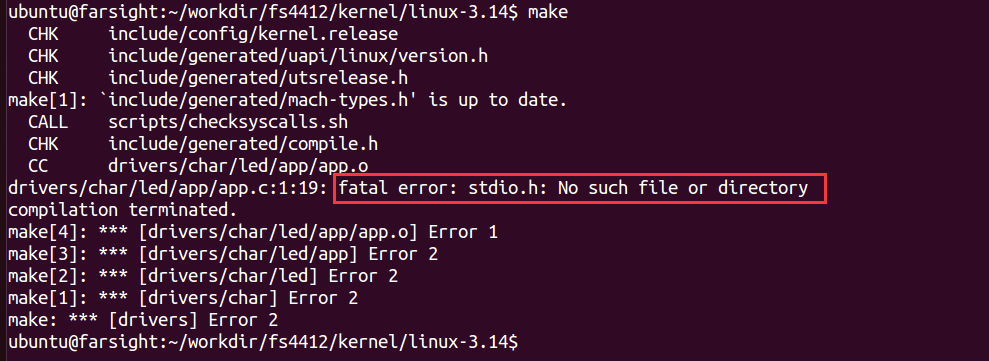 ubuntu@farsight:~/workdir/fs4412/kernel/linux-3.14$ make
  CHK     include/config/kernel.release
  CHK     include/generated/uapi/linux/version.h
  CHK     include/generated/utsrelease.h
make[1]: `include/generated/mach-types.h' is up to date.
  CALL    scripts/checksyscalls.sh
  CHK     include/generated/compile.h
  CC      drivers/char/led/app/app.o
drivers/char/led/app/app.c:1:19: fatal error: stdio.h: No such file or directory
compilation terminated.
make[4]: *** [drivers/char/led/app/app.o] Error 1
make[3]: *** [drivers/char/led/app] Error 2
make[2]: *** [drivers/char/led] Error 2
make[1]: *** [drivers/char] Error 2
make: *** [drivers] Error 2
ubuntu@farsight:~/workdir/fs4412/kernel/linux-3.14$